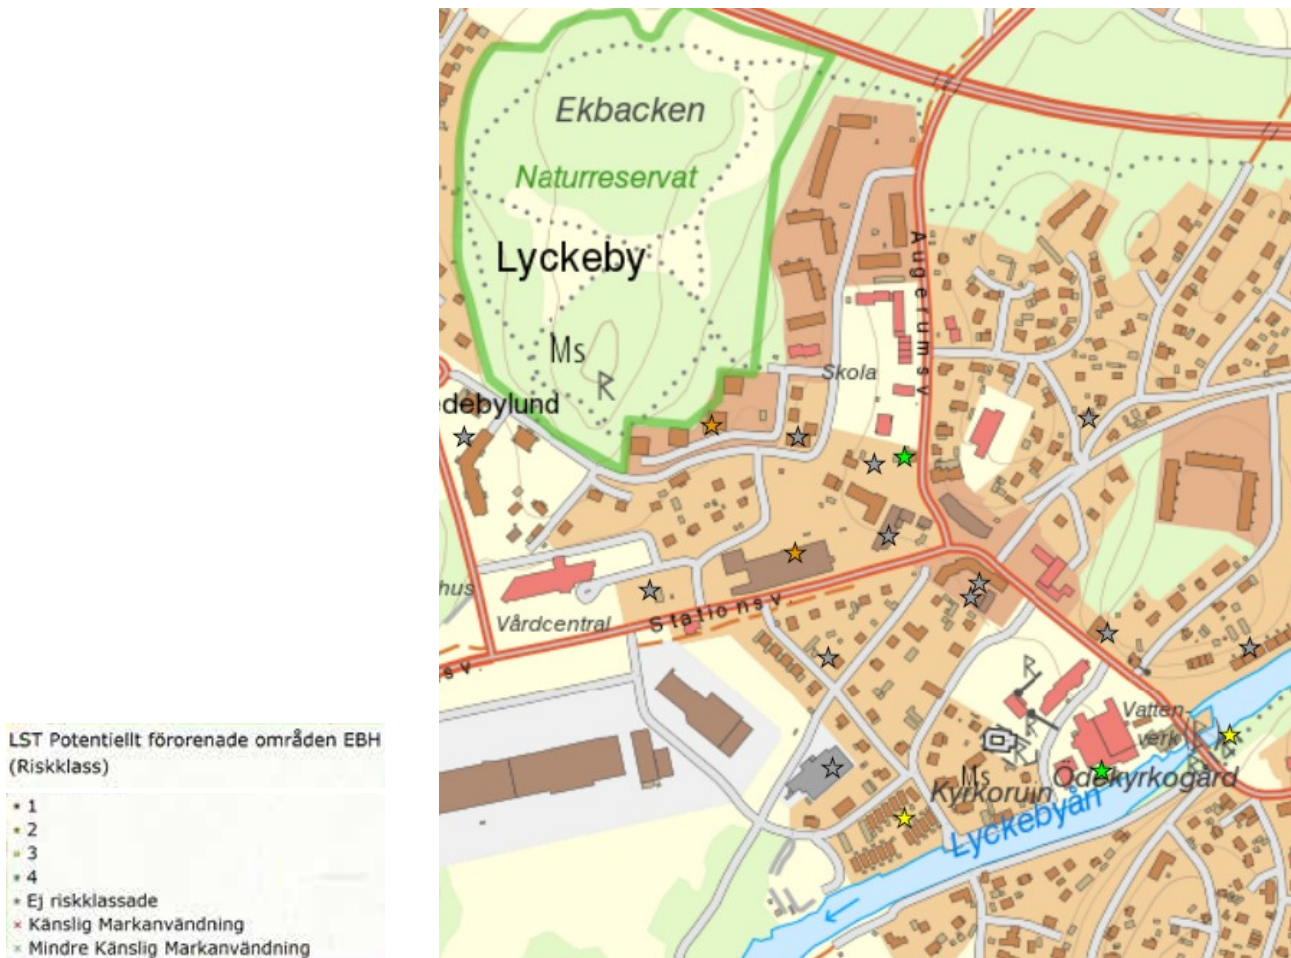 LST Potentiellt förorenade områden EBH
(Riskklass)
1
2
3
4
Ej riskklassade
Känslig Markanvändning
Mindre Känslig Markanvändning
Ekbacken
Naturreservat
Lyckeby
Ms
Augerumsv.
Skola
debylund
hus
Vårdcentral
Stationsv.
sv.
Vatten-
verk
Ms
Kyrkoruin
Ödekyrkogård
Lyckebyån